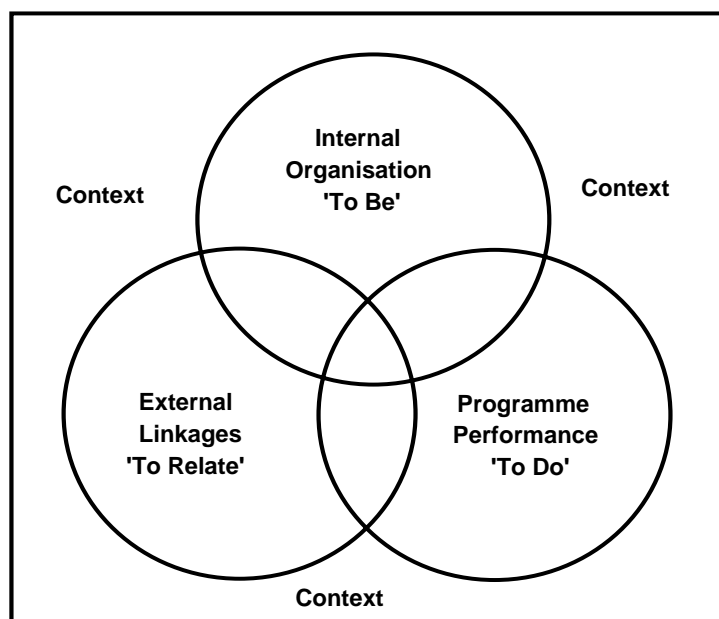 Internal
Organisation
'To Be'
Context
Context
External
Linkages
'To Relate'
Programme
Performance
'To Do'
Context